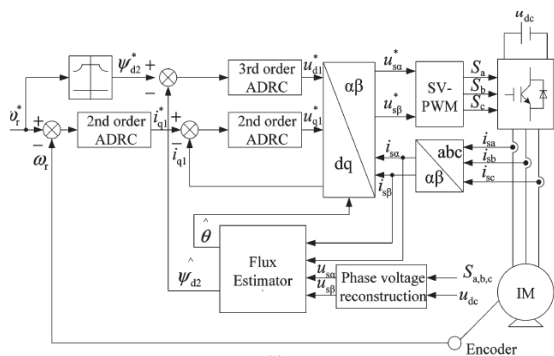 u_dc
ψ*_d2
+
−
3rd order
ADRC
u*_d1
αβ
dq
u*_sα
u*_sβ
SV-
PWM
S_a
S_b
S_c
ω*_r
+
−
ω_r
2nd order
ADRC
i*_q1
+
−
i_q1
2nd order
ADRC
u*_q1
i_sα
i_sβ
abc
αβ
i_sa
i_sb
i_sc
θ^
ψ^_d2
Flux
Estimator
u_sα
u_sβ
Phase voltage
reconstruction
S_a,b,c
u_dc
IM
Encoder